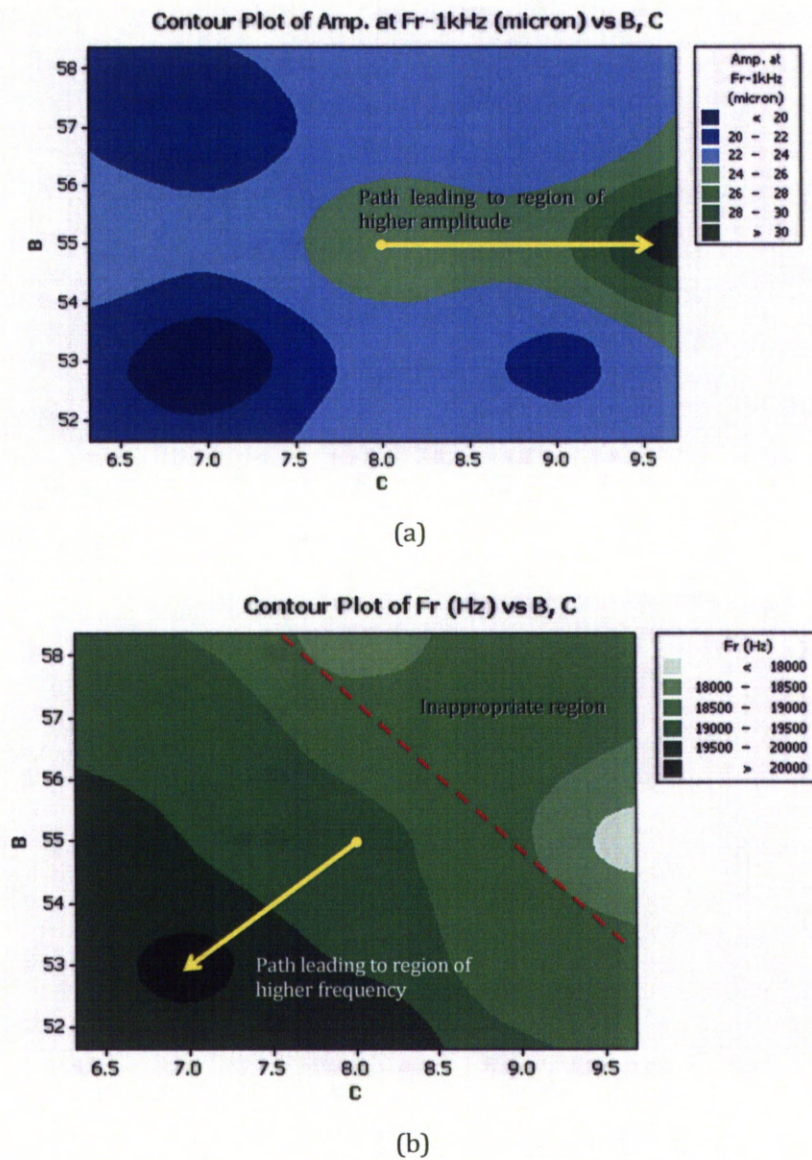 Contour Plot of Amp. at Fr-1kHz (micron) vs B, C
58
57
56
55
54
53
52
B
6.5 7.0 7.5 8.0 8.5 9.0 9.5
C
Path leading to region of
higher amplitude
Amp. at
Fr-1kHz
(micron)
< 20
20 - 22
22 - 24
24 - 26
26 - 28
28 - 30
> 30
(a)
Contour Plot of Fr (Hz) vs B, C
58
57
56
55
54
53
52
B
6.5 7.0 7.5 8.0 8.5 9.0 9.5
C
Inappropriate region
Path leading to region of
higher frequency
Fr (Hz)
< 18000
18000 - 18500
18500 - 19000
19000 - 19500
19500 - 20000
> 20000
(b)